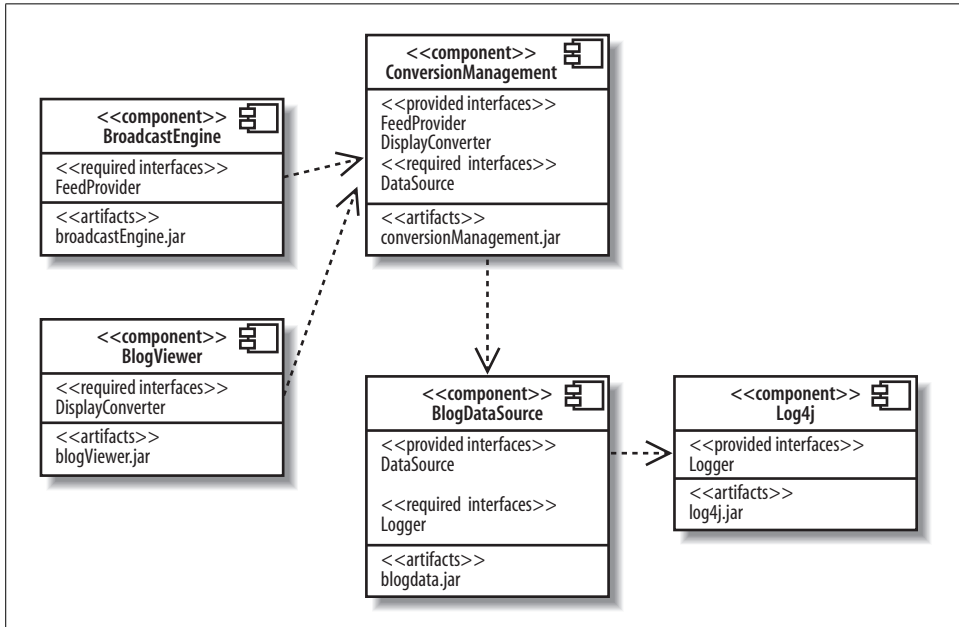 <<component>>
BroadcastEngine
<<required interfaces>>
FeedProvider
<<artifacts>>
broadcastEngine.jar
<<component>>
ConversionManagement
<<provided interfaces>>
FeedProvider
DisplayConverter
<<required interfaces>>
DataSource
<<artifacts>>
conversionManagement.jar
<<component>>
BlogViewer
<<required interfaces>>
DisplayConverter
<<artifacts>>
blogViewer.jar
<<component>>
BlogDataSource
<<provided interfaces>>
DataSource
<<required interfaces>>
Logger
<<artifacts>>
blogdata.jar
<<component>>
Log4j
<<provided interfaces>>
Logger
<<artifacts>>
log4j.jar